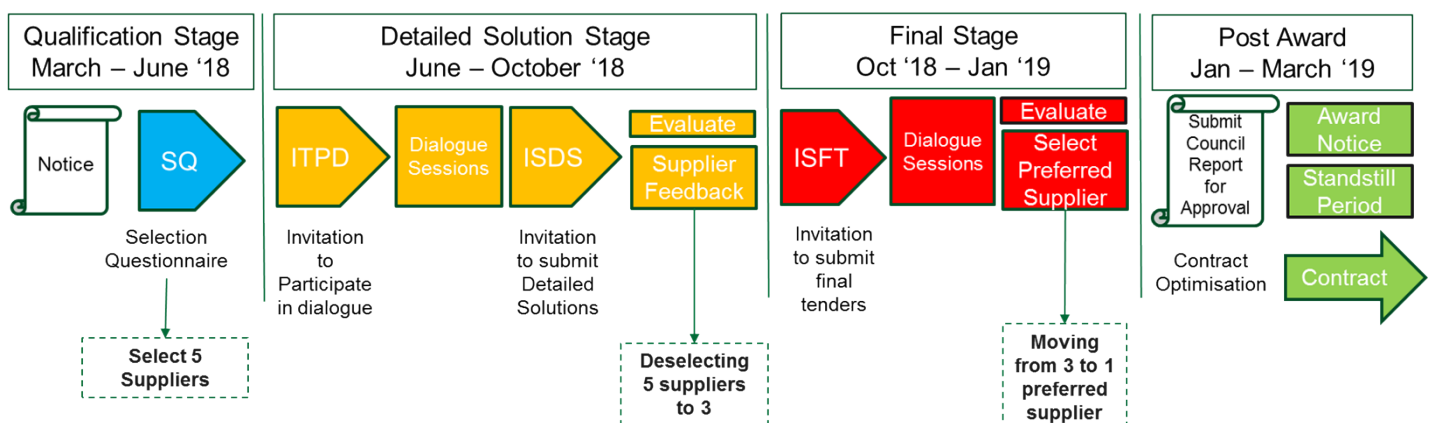 Qualification Stage
March – June ‘18
Detailed Solution Stage
June – October ‘18
Final Stage
Oct ‘18 – Jan ‘19
Post Award
Jan – March ‘19
Notice
SQ
Selection
Questionnaire
Select 5
Suppliers
ITPD
Invitation
to
Participate
in dialogue
Dialogue
Sessions
ISDS
Invitation
to submit
Detailed
Solutions
Evaluate
Supplier
Feedback
Deselecting
5 suppliers
to 3
ISFT
Invitation
to submit
final
tenders
Dialogue
Sessions
Evaluate
Select
Preferred
Supplier
Moving
from 3 to 1
preferred
supplier
Submit
Council
Report
for
Approval
Contract
Optimisation
Award
Notice
Standstill
Period
Contract